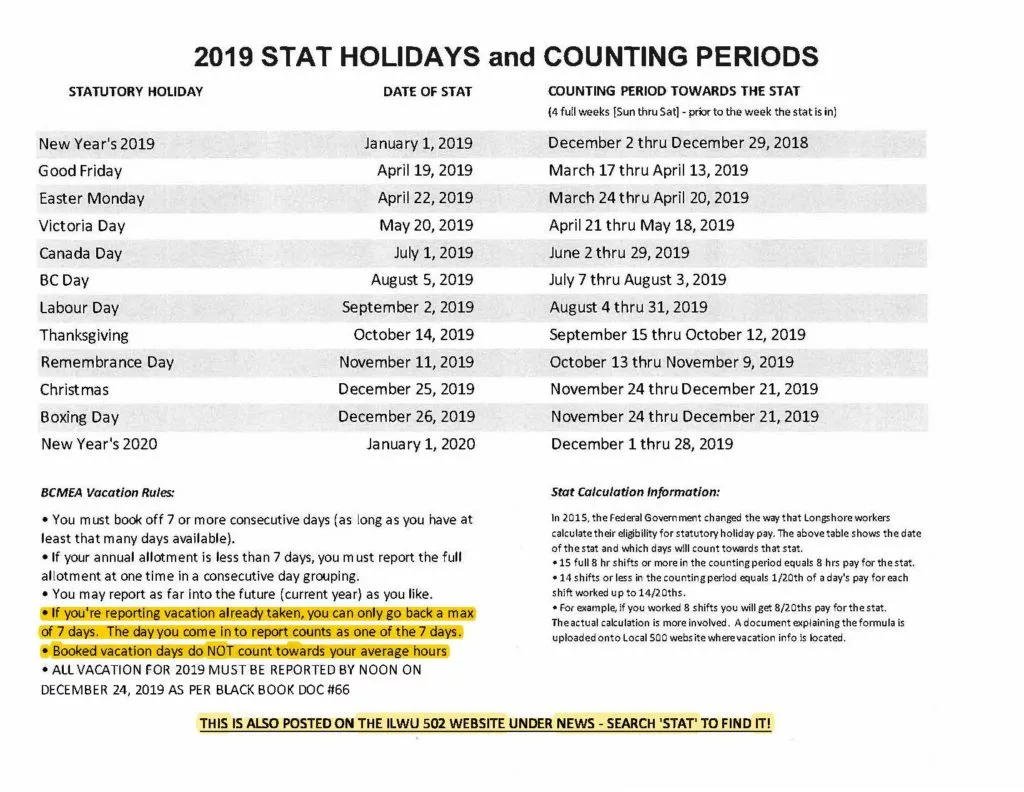 2019 STAT HOLIDAYS and COUNTING PERIODS
STATUTORY HOLIDAY DATE OF STAT COUNTING PERIOD TOWARDS THE STAT
(4 full weeks [Sun thru Sat] - prior to the week the stat is in)
New Year's 2019 January 1, 2019 December 2 thru December 29, 2018
Good Friday April 19, 2019 March 17 thru April 13, 2019
Easter Monday April 22, 2019 March 24 thru April 20, 2019
Victoria Day May 20, 2019 April 21 thru May 18, 2019
Canada Day July 1, 2019 June 2 thru 29, 2019
BC Day August 5, 2019 July 7 thru August 3, 2019
Labour Day September 2, 2019 August 4 thru 31, 2019
Thanksgiving October 14, 2019 September 15 thru October 12, 2019
Remembrance Day November 11, 2019 October 13 thru November 9, 2019
Christmas December 25, 2019 November 24 thru December 21, 2019
Boxing Day December 26, 2019 November 24 thru December 21, 2019
New Year's 2020 January 1, 2020 December 1 thru 28, 2019
BCMEA Vacation Rules:
• You must book off 7 or more consecutive days (as long as you have at
least that many days available).
• If your annual allotment is less than 7 days, you must report the full
allotment at one time in a consecutive day grouping.
• You may report as far into the future (current year) as you like.
• If you're reporting vacation already taken, you can only go back a max
of 7 days. The day you come in to report counts as one of the 7 days.
• Booked vacation days do NOT count towards your average hours
• ALL VACATION FOR 2019 MUST BE REPORTED BY NOON ON
DECEMBER 24, 2019 AS PER BLACK BOOK DOC #66
Stat Calculation Information:
In 2015, the Federal Government changed the way that Longshore workers
calculate their eligibility for statutory holiday pay. The above table shows the date
of the stat and which days will count towards that stat.
• 15 full 8 hr shifts or more in the counting period equals 8 hrs pay for the stat.
• 14 shifts or less in the counting period equals 1/20th of a day's pay for each
shift worked up to 14/20ths.
• For example, if you worked 8 shifts you will get 8/20ths pay for the stat.
The actual calculation is more involved. A document explaining the formula is
uploaded onto Local 500 website where vacation info is located.
THIS IS ALSO POSTED ON THE ILWU 502 WEBSITE UNDER NEWS - SEARCH 'STAT' TO FIND IT!